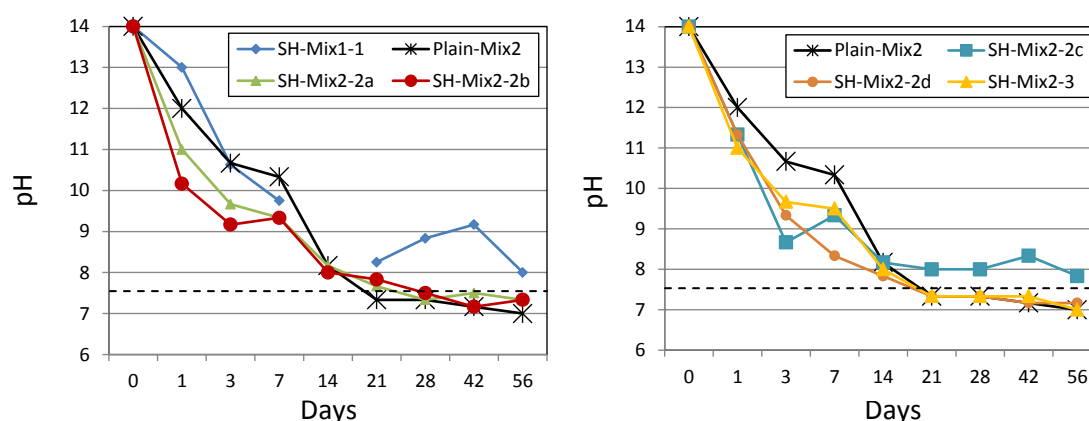 14
13
12
11
10
9
8
7
6
pH
SH-Mix1-1 Plain-Mix2
SH-Mix2-2a SH-Mix2-2b
0 1 3 7 14 21 28 42 56
Days
14
13
12
11
10
9
8
7
6
pH
Plain-Mix2 SH-Mix2-2c
SH-Mix2-2d SH-Mix2-3
0 1 3 7 14 21 28 42 56
Days